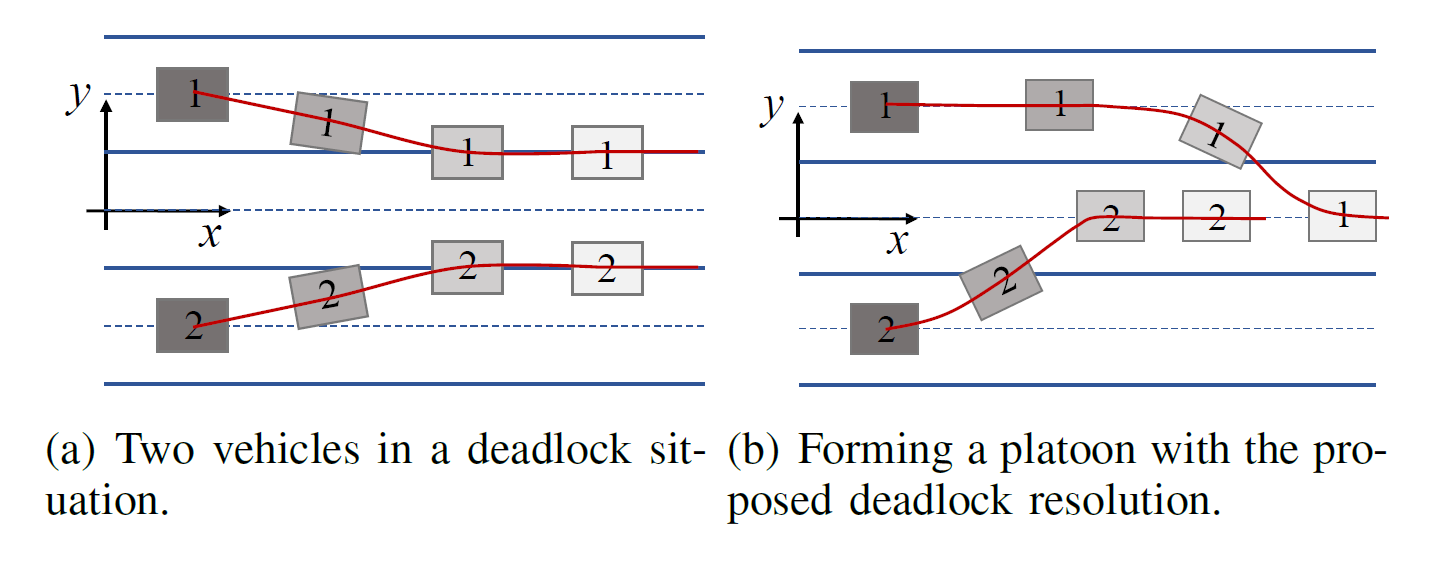 y
x
1
1
1
1
2
2
2
2
y
x
1
1
1
1
2
2
2
2
(a) Two vehicles in a deadlock sit-
uation.
(b) Forming a platoon with the pro-
posed deadlock resolution.